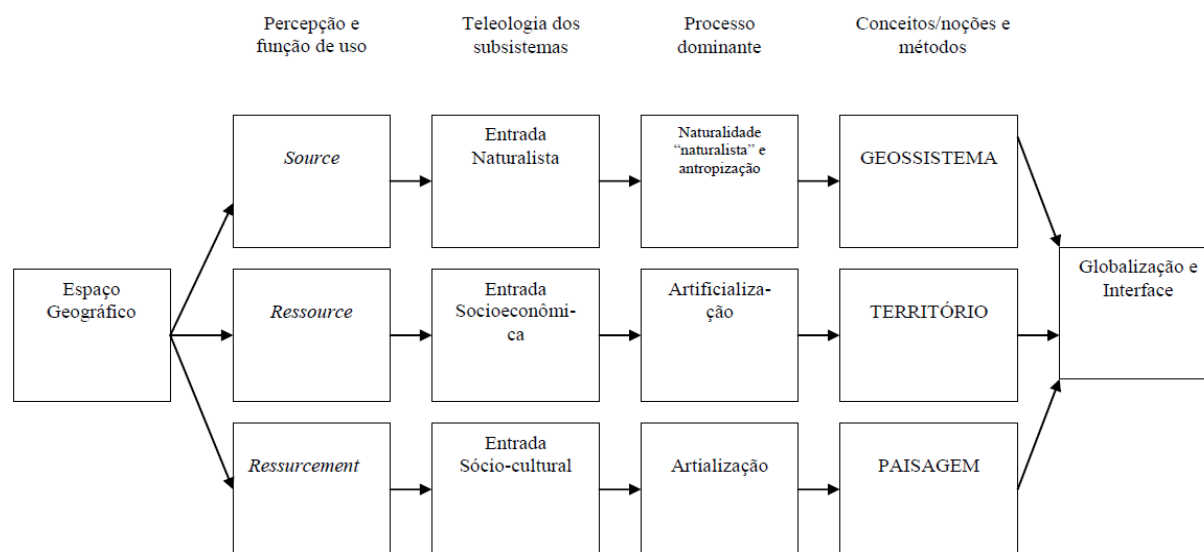 Percepção e
função de uso
Teleologia dos
subsistemas
Processo
dominante
Conceitos/noções e
métodos
Source
Entrada
Naturalista
Naturalidade
“naturalista” e
antropização
GEOSSISTEMA
Espaço
Geográfico
Ressource
Entrada
Socioeconômi-
ca
Artificializa-
ção
TERRITÓRIO
Globalização e
Interface
Ressurcement
Entrada
Sócio-cultural
Artialização
PAISAGEM